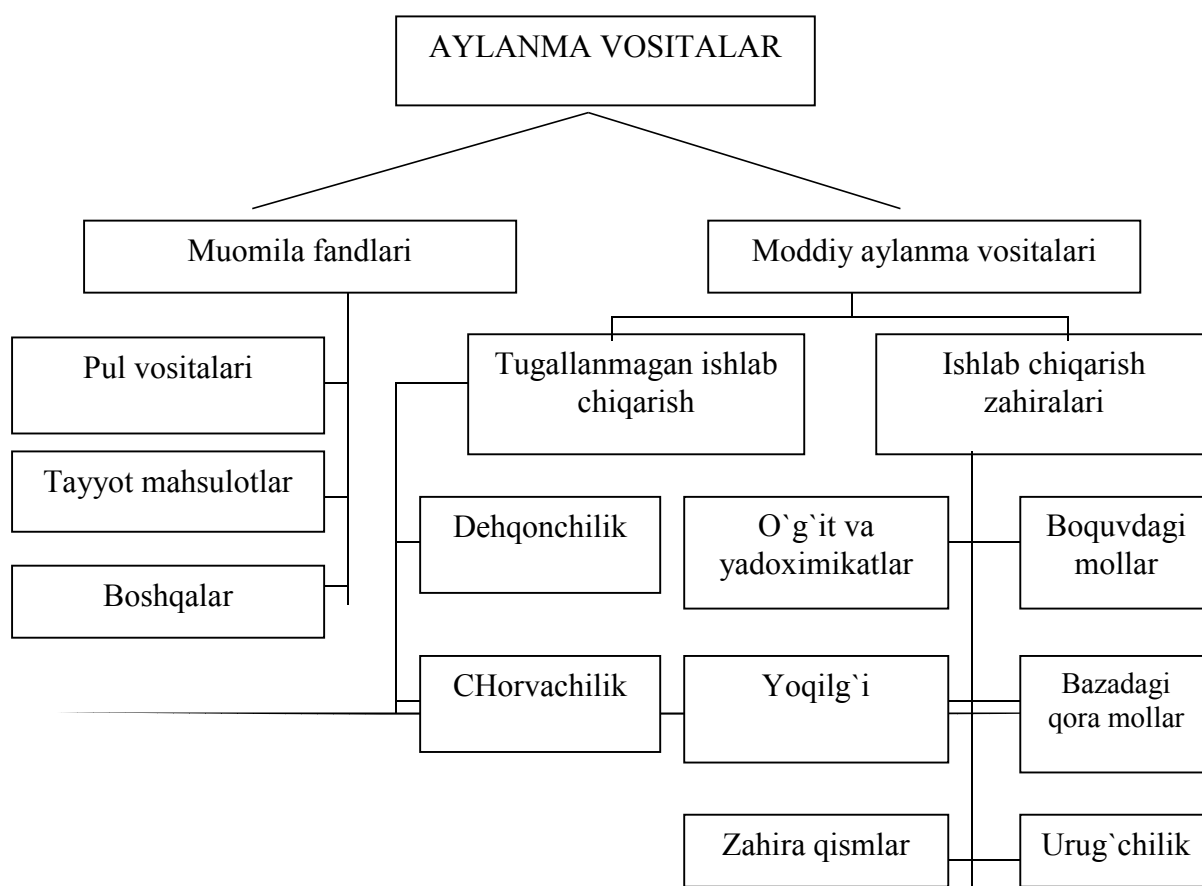 AYLANMA VOSITALAR
Muomila fandlari
Moddiy aylanma vositalari
Pul vositalari
Tugallanmagan ishlab
chiqarish
Ishlab chiqarish
zahiralari
Tayyot mahsulotlar
Dehqonchilik
O`g`it va
yadoximikatlar
Boquvdagi
mollar
Boshqalar
CHorvachilik
Yoqilg`i
Bazadagi
qora mollar
Zahira qismlar
Urug`chilik